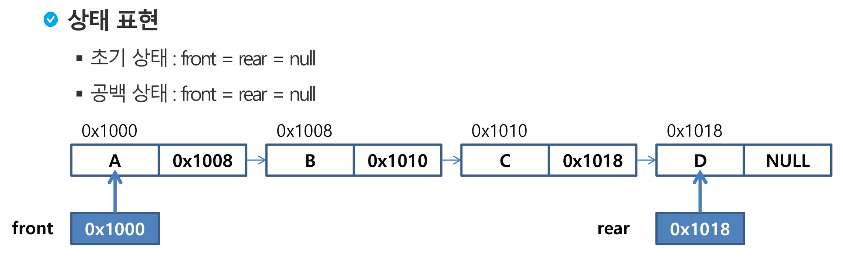 상태 표현
▪ 초기 상태 : front = rear = null
▪ 공백 상태 : front = rear = null
0x1000 0x1008 0x1010 0x1018
A 0x1008 B 0x1010 C 0x1018 D NULL
front 0x1000 rear 0x1018